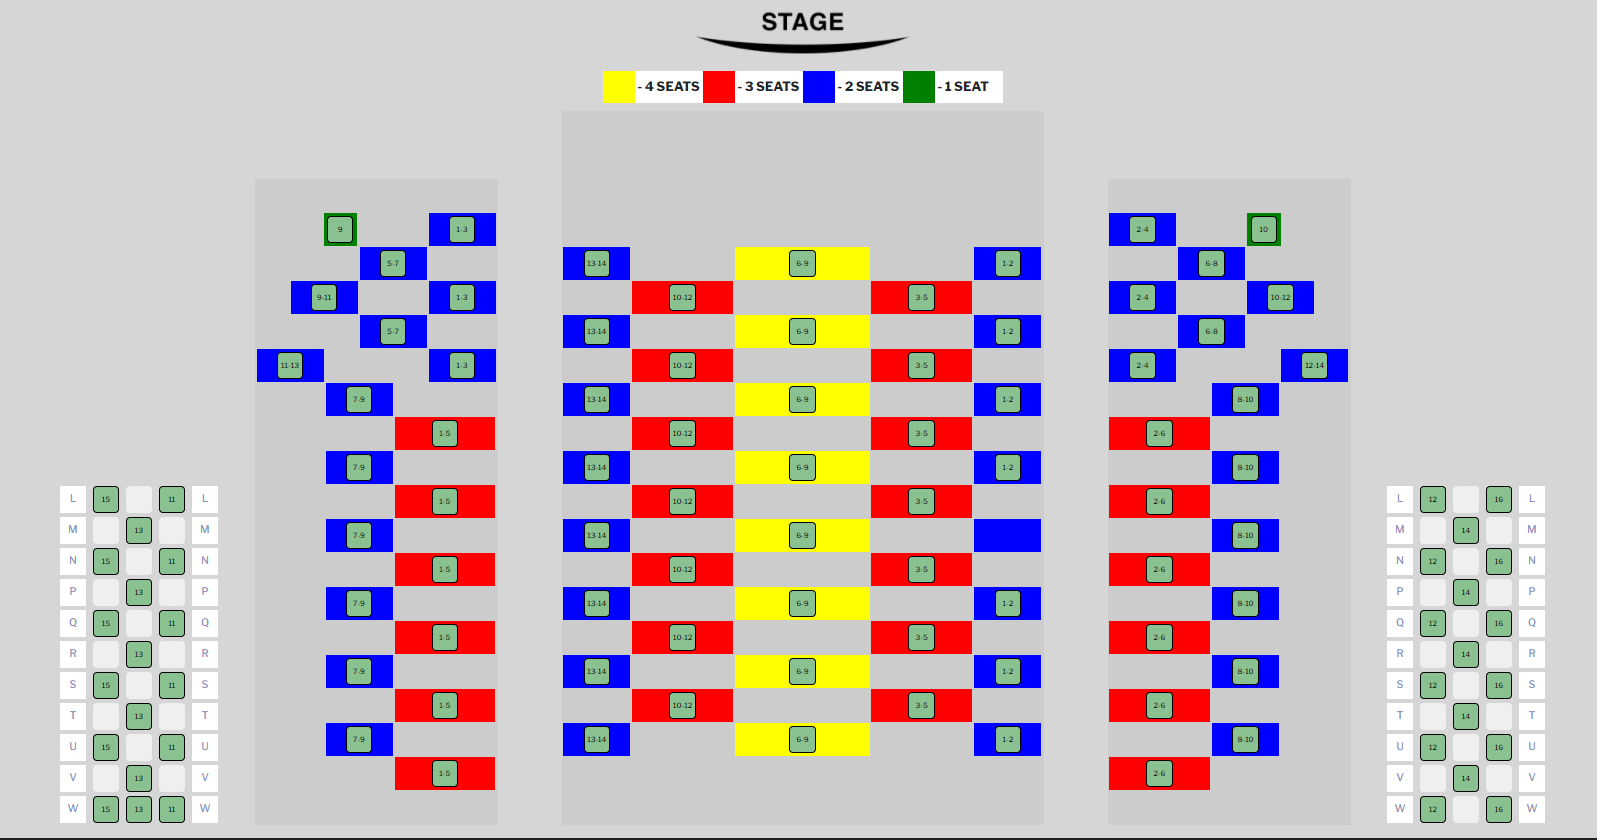 STAGE
- 4 SEATS - 3 SEATS - 2 SEATS - 1 SEAT
9 1-3 2-4 10
5-7 13-14 6-9 1-2 6-8
9-11 1-3 10-12 3-5 2-4 10-12
5-7 13-14 6-9 1-2 6-8
11-13 1-3 10-12 3-5 2-4 12-14
7-9 13-14 6-9 1-2 8-10
1-5 10-12 3-5 2-6
7-9 13-14 6-9 1-2 8-10
L 15 11 L 1-5 10-12 3-5 2-6 L 12 16 L
M 13 M 7-9 13-14 6-9 8-10 M 14 M
N 15 11 N 1-5 10-12 3-5 2-6 N 12 16 N
P 13 P 7-9 13-14 6-9 1-2 8-10 P 14 P
Q 15 11 Q 1-5 10-12 3-5 2-6 Q 12 16 Q
R 13 R 7-9 13-14 6-9 1-2 8-10 R 14 R
S 15 11 S 1-5 10-12 3-5 2-6 S 12 16 S
T 13 T 7-9 13-14 6-9 1-2 8-10 T 14 T
U 15 11 U 1-5 2-6 U 12 16 U
V 13 V V 14 V
W 15 13 11 W W 12 16 W